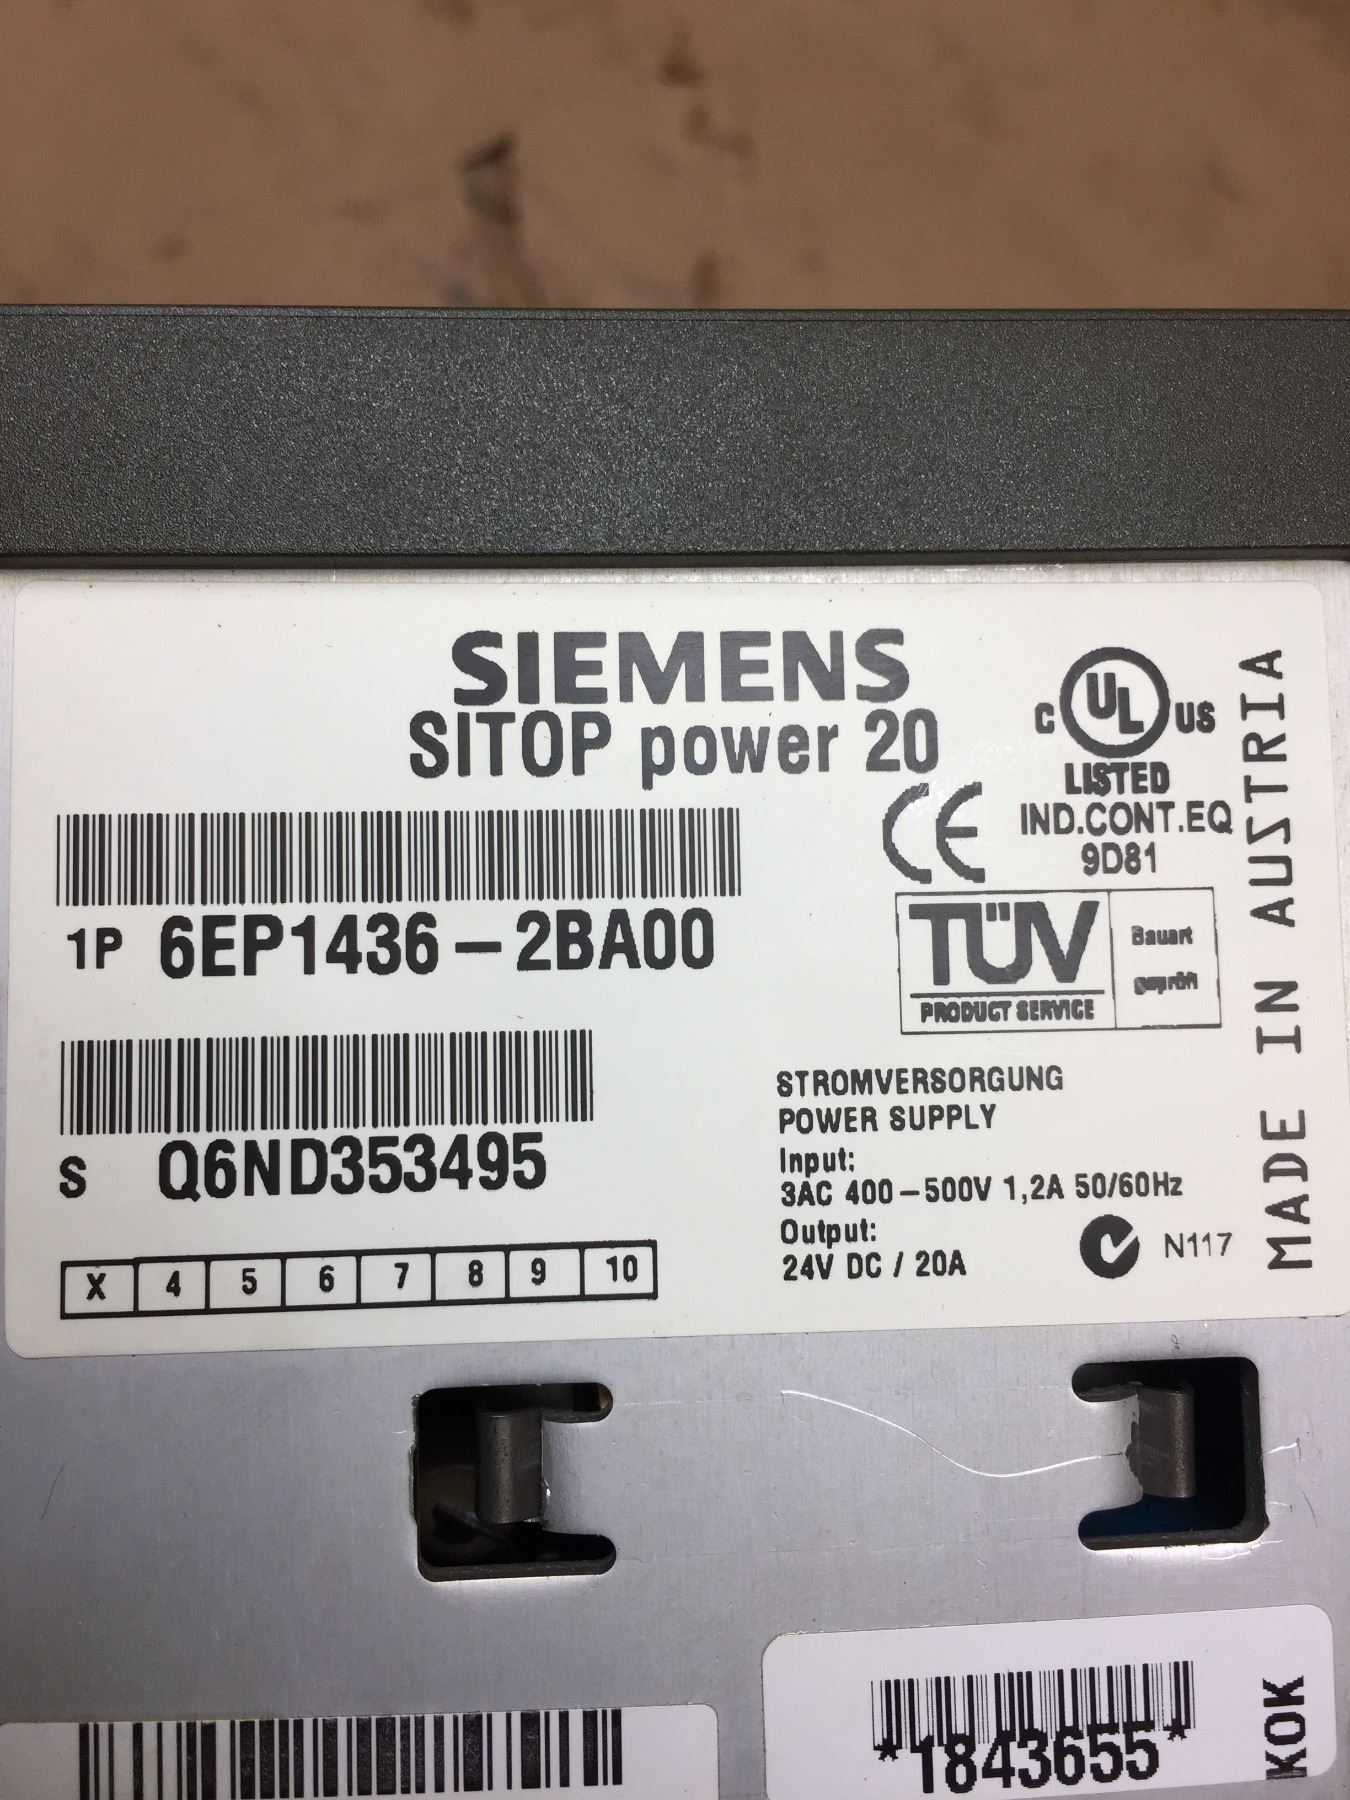 SIEMENS
SITOP power 20
C UL US
LISTED
IND.CONT.EQ
9D81
CE
1P 6EP1436-2BA00
TÜV
PRODUCT SERVICE
Bauart
geprüft
S Q6ND353495
STROMVERSORGUNG
POWER SUPPLY
Input:
3AC 400-500V 1,2A 50/60Hz
Output:
24V DC / 20A
N117
X 4 5 6 7 8 9 10
MADE IN AUSTRIA
*1843655*
KOK